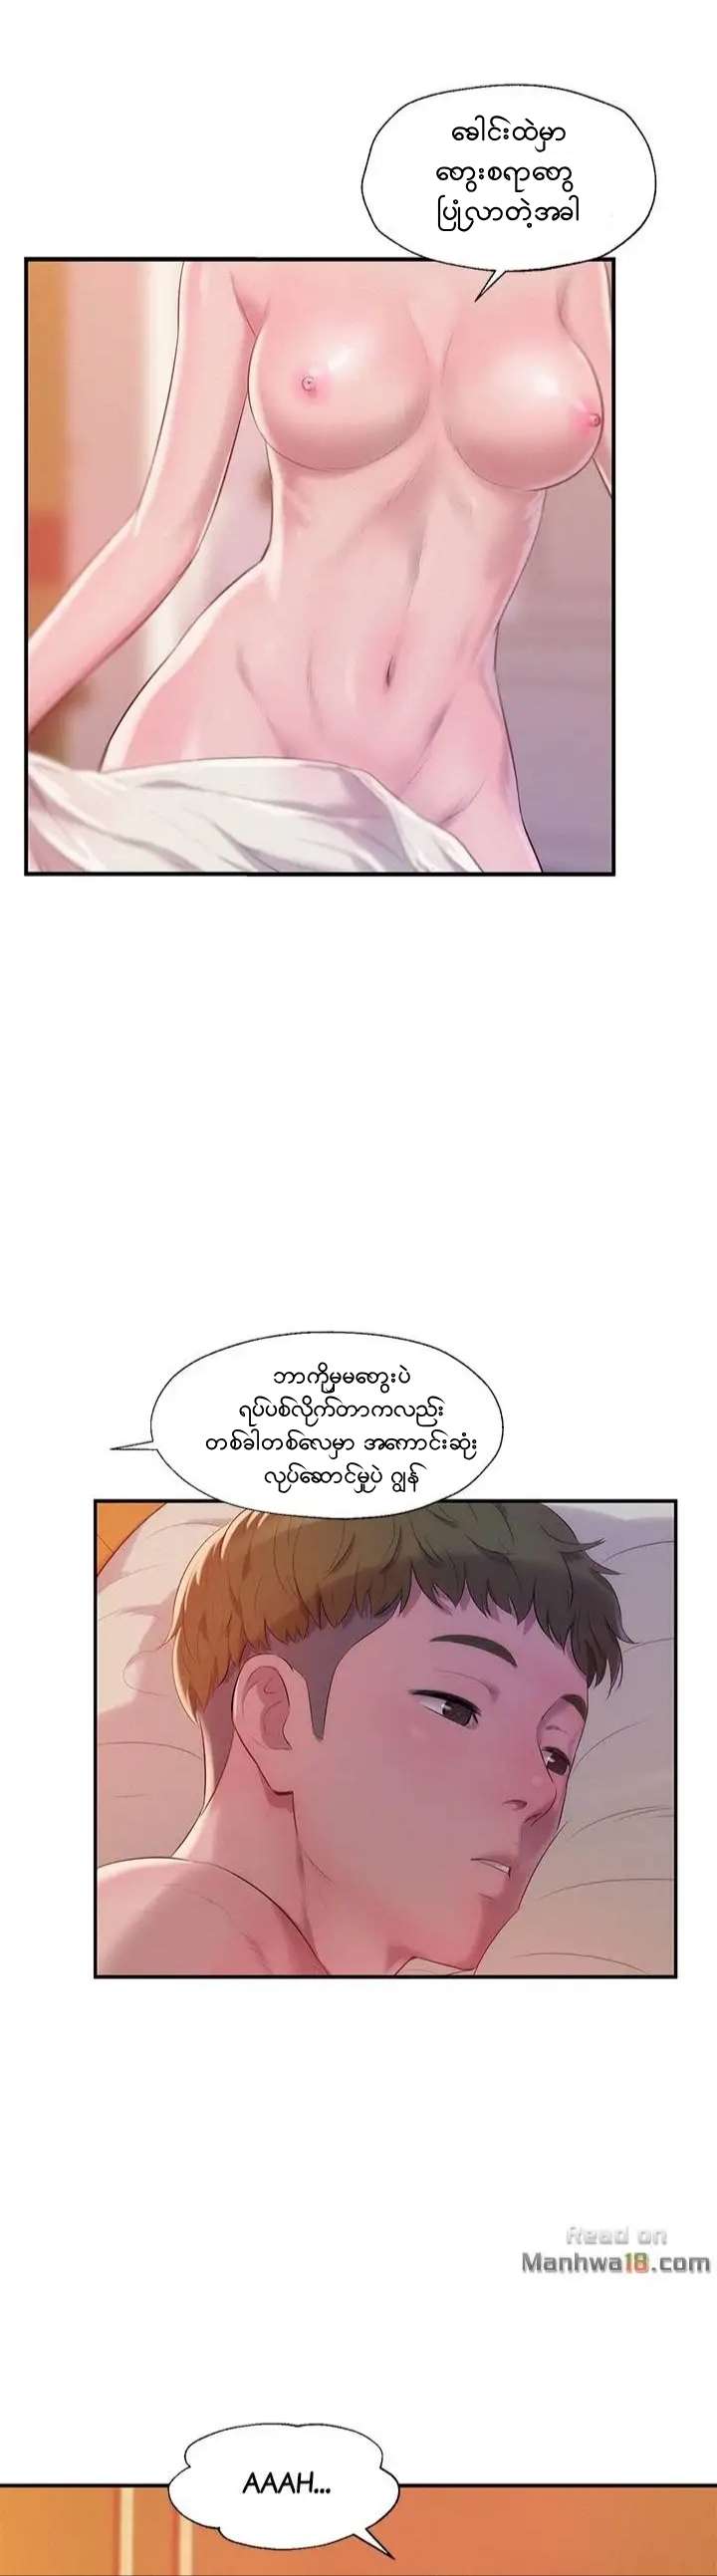 ခေါင်းထဲမှာ
တွေးစရာတွေ
ပြုံလာတဲ့အခါ
ဘာကိုမှမတွေးပဲ
ရပ်ပစ်လိုက်တာကလည်း
တစ်ခါတစ်လေမှာ အကောင်းဆုံး
လုပ်ဆောင်မှုပဲ ဂျွန်
Read on
Manhwa18.com
AAAH...